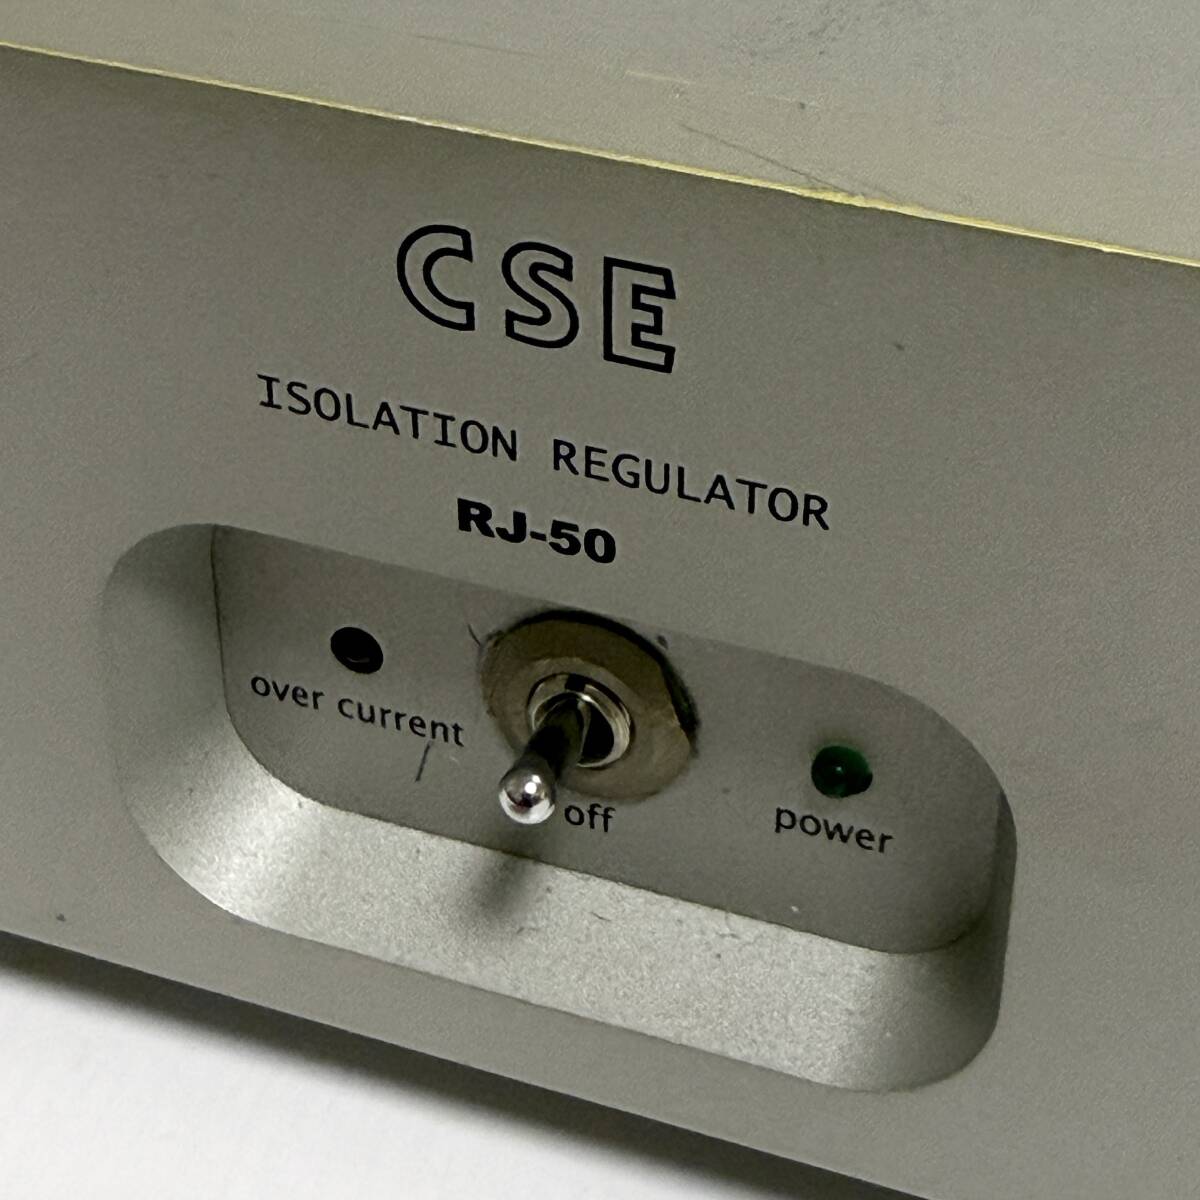 CSE
ISOLATION REGULATOR
RJ-50
over current
off
power